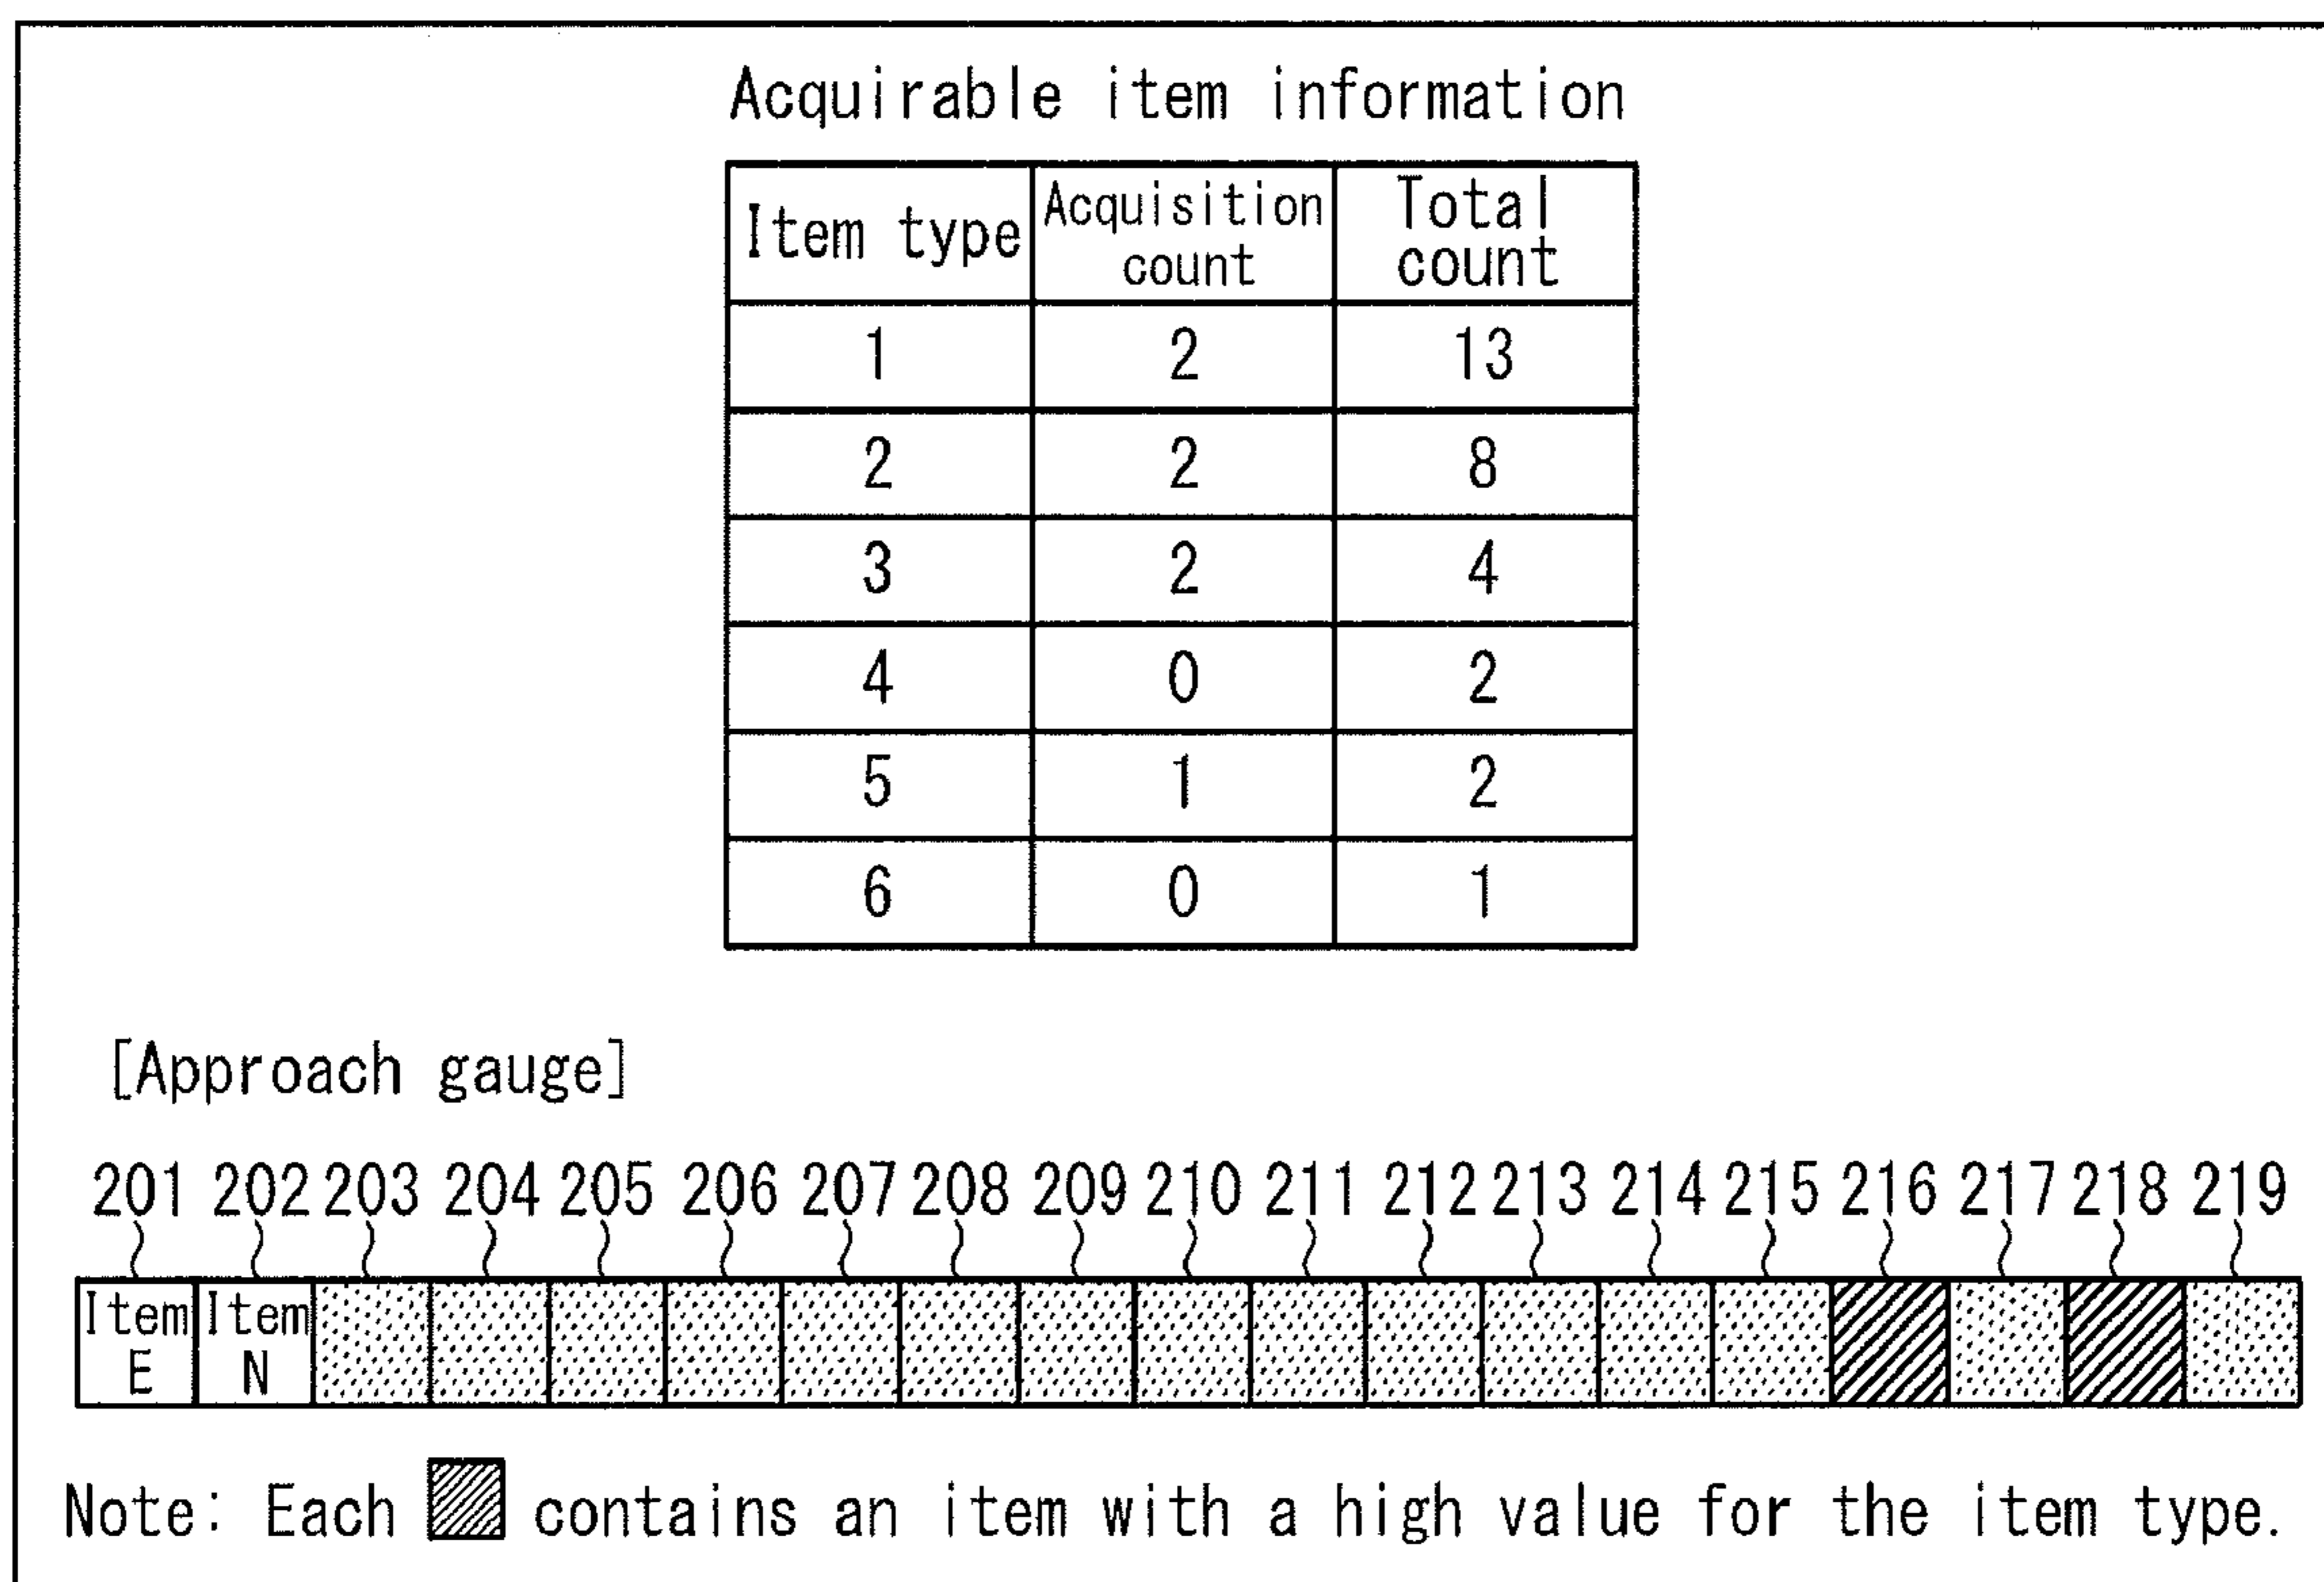 Acquirable item information
Item type Acquisition count Total count
1 2 13
2 2 8
3 2 4
4 0 2
5 1 2
6 0 1
[Approach gauge]
201 202 203 204 205 206 207 208 209 210 211 212 213 214 215 216 217 218 219
Item E Item N
Note: Each contains an item with a high value for the item type.